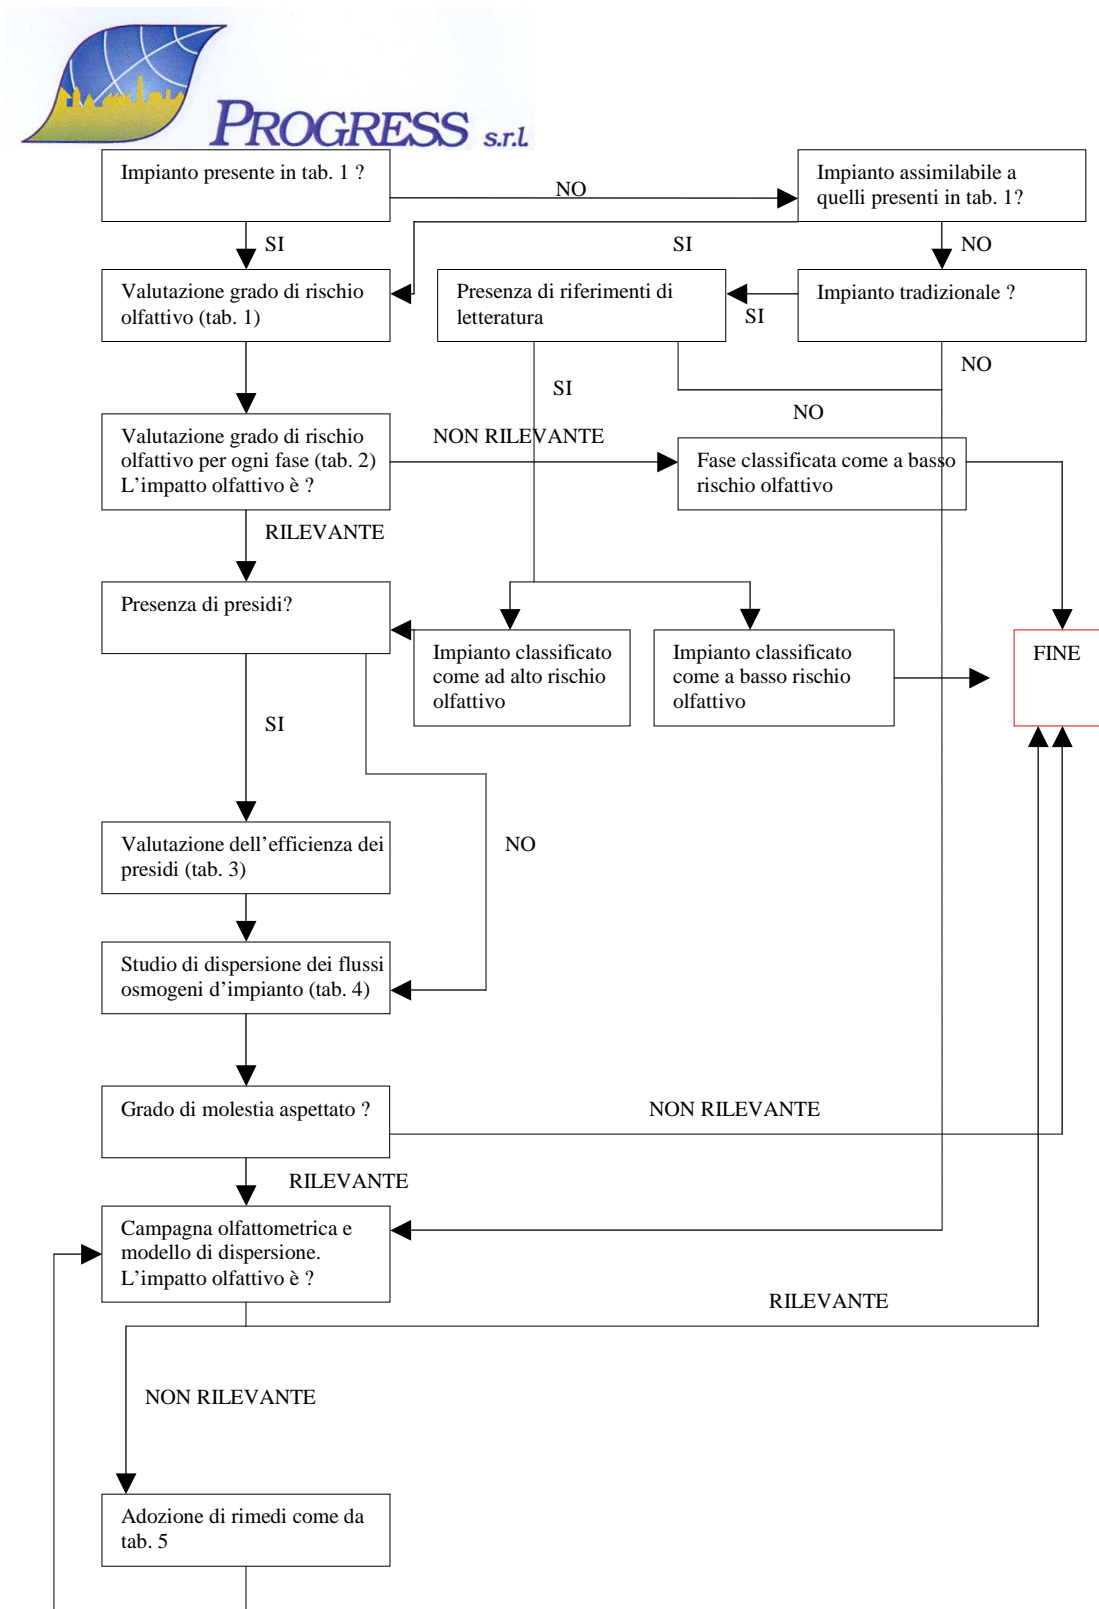 PROGRESS s.r.l.
Impianto presente in tab. 1 ?
NO
Impianto assimilabile a
quelli presenti in tab. 1?
SI
SI
NO
Valutazione grado di rischio
olfattivo (tab. 1)
Presenza di riferimenti di
letteratura
SI
Impianto tradizionale ?
SI
NO
NO
Valutazione grado di rischio
olfattivo per ogni fase (tab. 2)
L'impatto olfattivo è ?
NON RILEVANTE
Fase classificata come a basso
rischio olfattivo
RILEVANTE
Presenza di presidi?
Impianto classificato
come ad alto rischio
olfattivo
Impianto classificato
come a basso rischio
olfattivo
FINE
SI
NO
Valutazione dell'efficienza dei
presidi (tab. 3)
Studio di dispersione dei flussi
osmogeni d'impianto (tab. 4)
Grado di molestia aspettato ?
NON RILEVANTE
RILEVANTE
Campagna olfattometrica e
modello di dispersione.
L'impatto olfattivo è ?
RILEVANTE
NON RILEVANTE
Adozione di rimedi come da
tab. 5